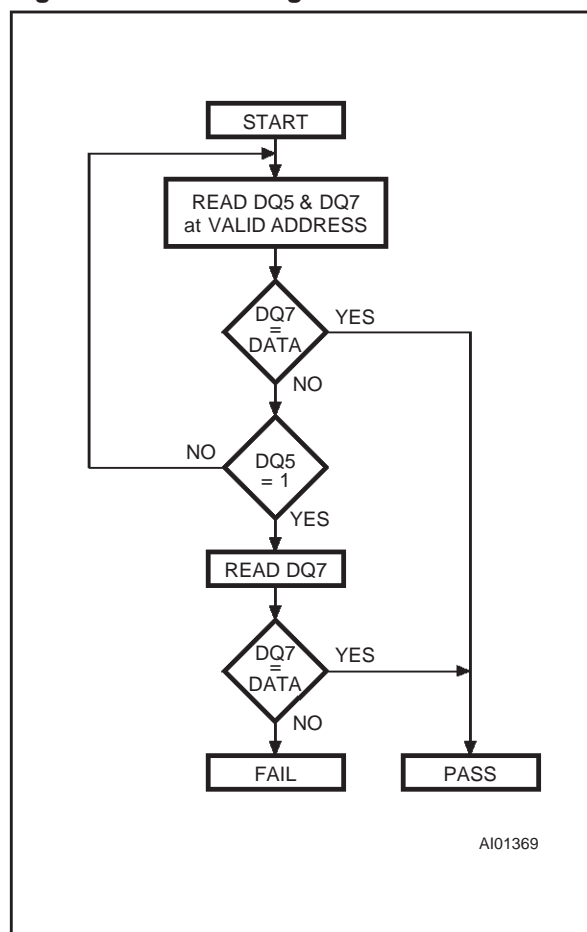 START
READ DQ5 & DQ7
at VALID ADDRESS
DQ7
=
DATA
YES
NO
NO
DQ5
= 1
YES
READ DQ7
DQ7
=
DATA
YES
NO
FAIL
PASS
AI01369